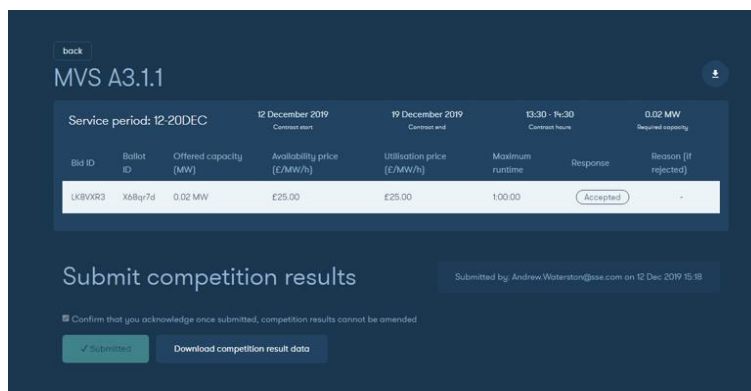 back
MVS A3.1.1
Service period: 12-20DEC
12 December 2019
Contract start
19 December 2019
Contract end
13:30 - 14:30
Contract hours
0.02 MW
Required capacity
Bid ID
Ballot ID
Offered capacity (MW)
Availability price (£/MW/h)
Utilisation price (£/MW/h)
Maximum runtime
Response
Reason (if rejected)
LK8VXR3 X68qr7d 0.02 MW £25.00 £25.00 1:00:00 Accepted -
Submit competition results
Submitted by: Andrew.Waterston@sse.com on 12 Dec 2019 15:18
Confirm that you acknowledge once submitted, competition results cannot be amended
✓ Submitted
Download competition result data